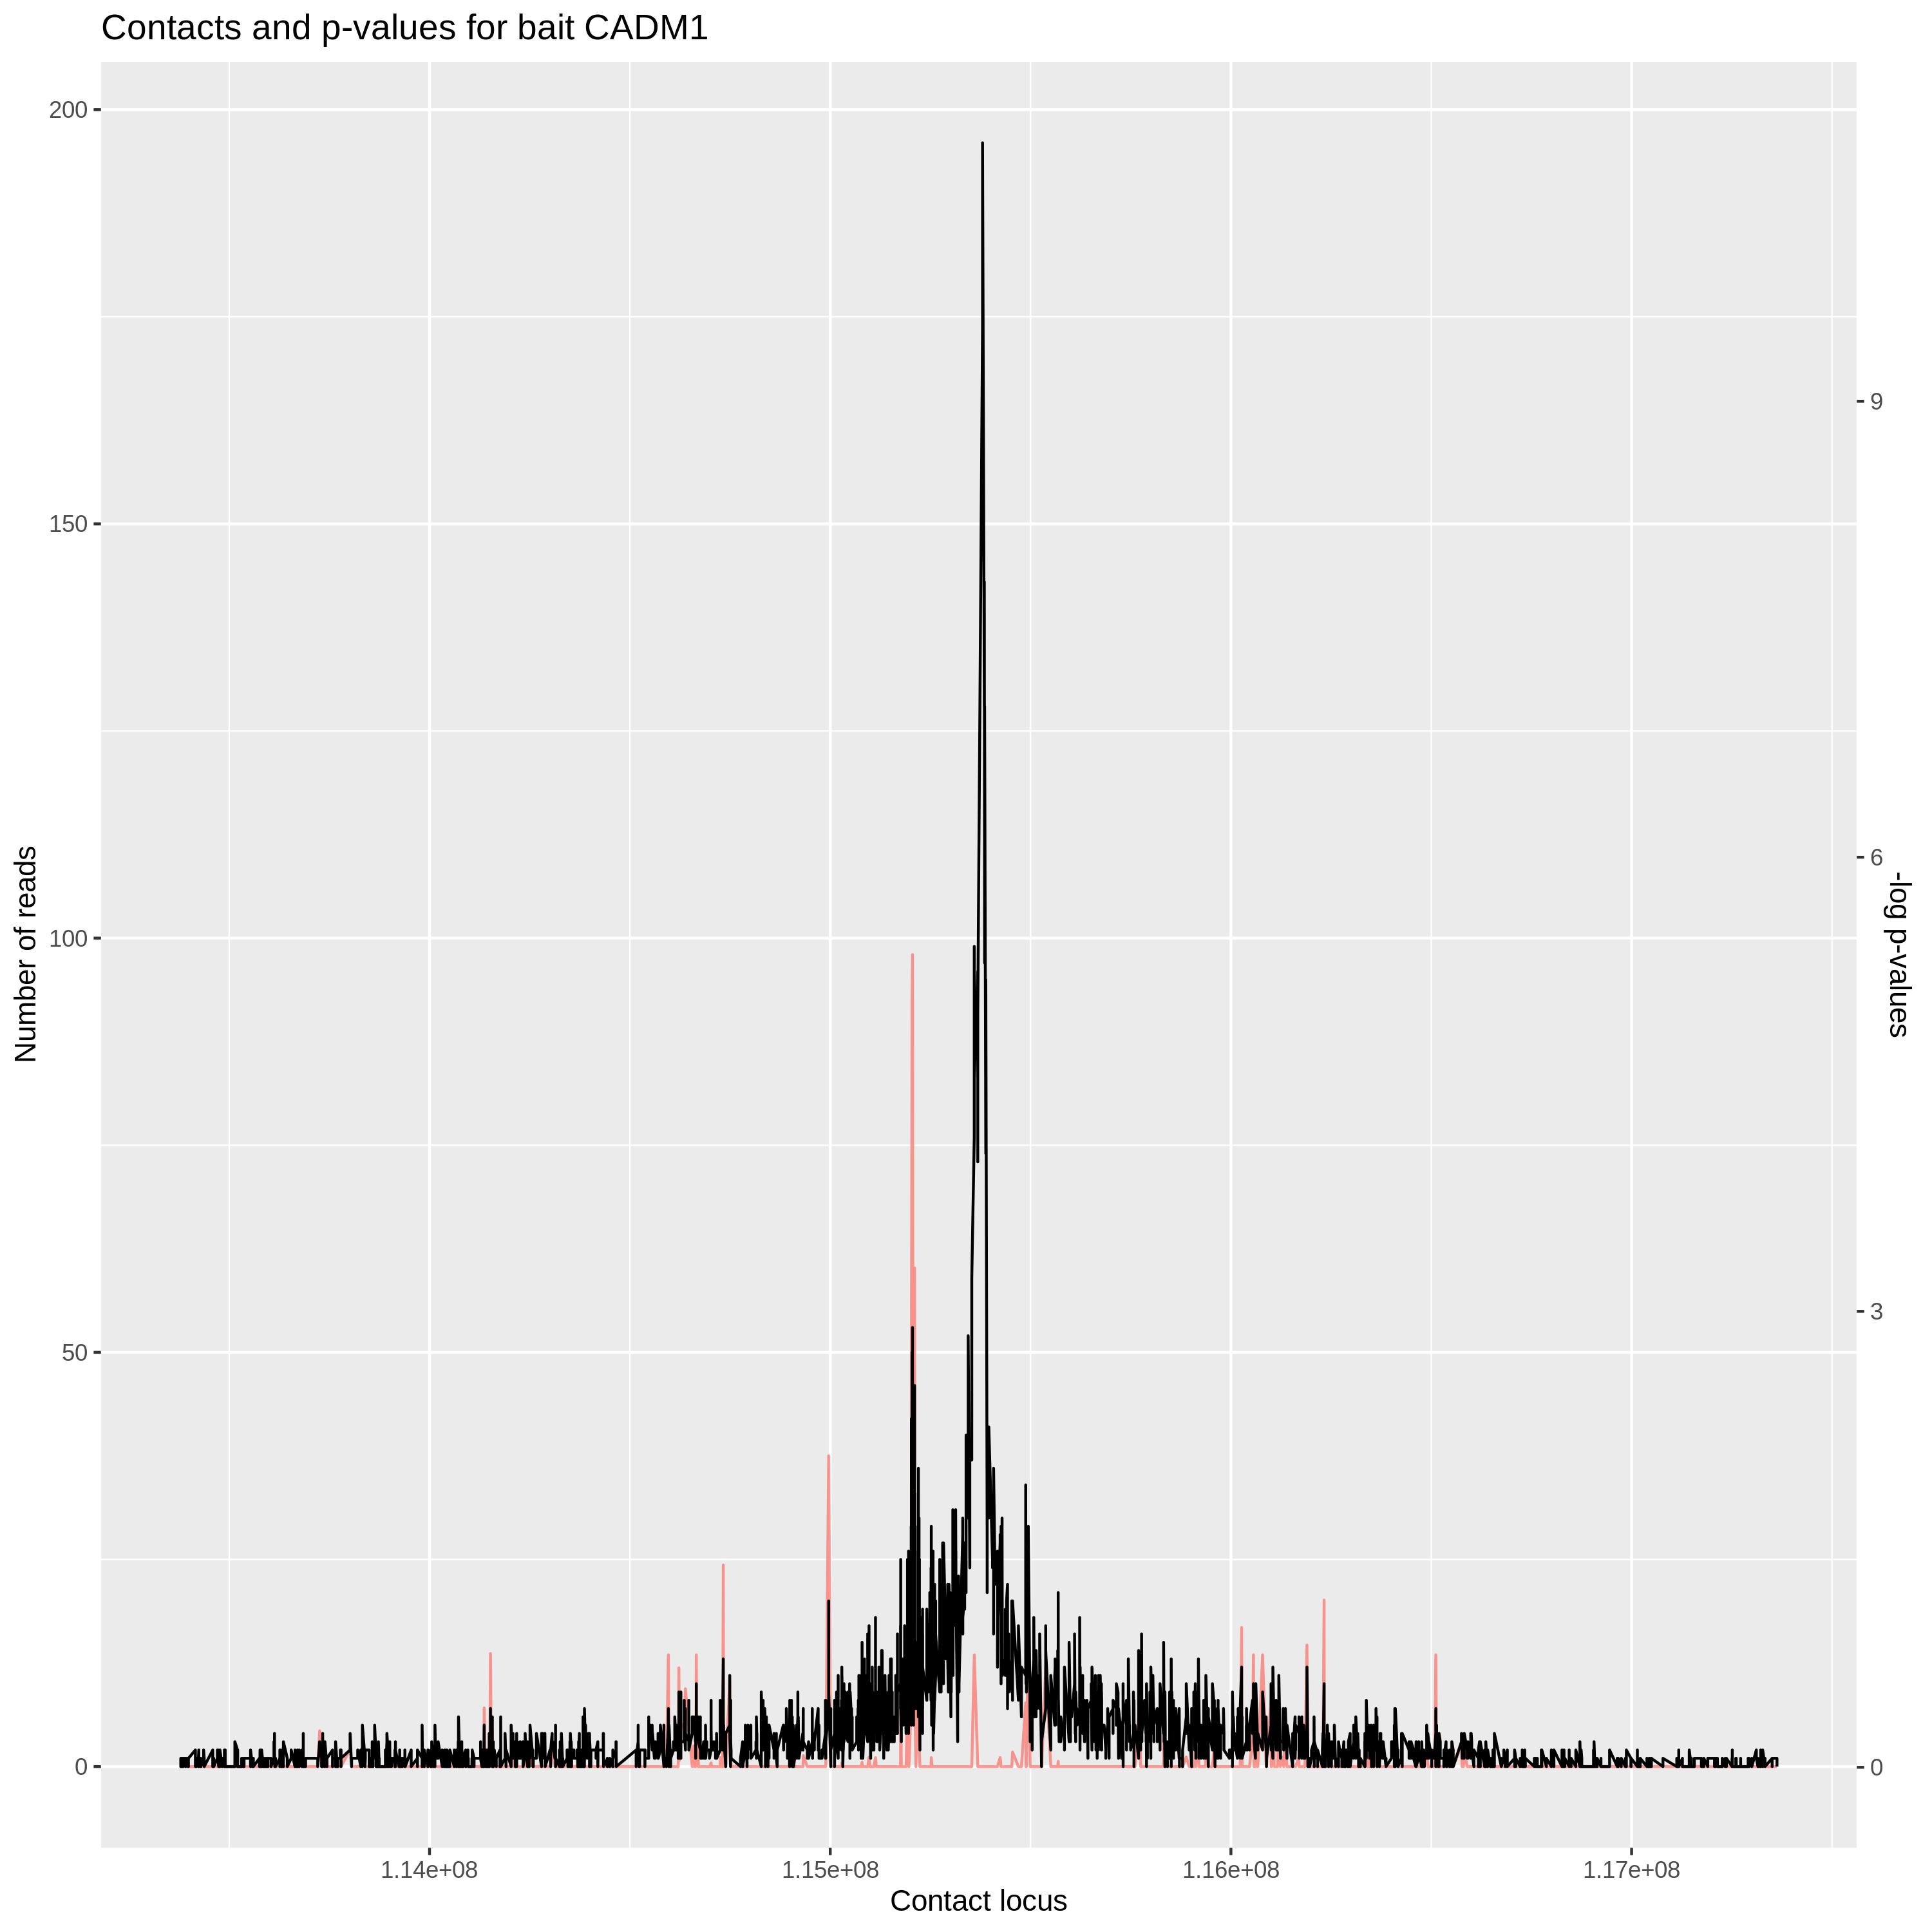 Contacts and p-values for bait CADM1
200
150
100
50
0
Number of reads
9
6
3
0
-log p-values
1.14e+08
1.15e+08
1.16e+08
1.17e+08
Contact locus